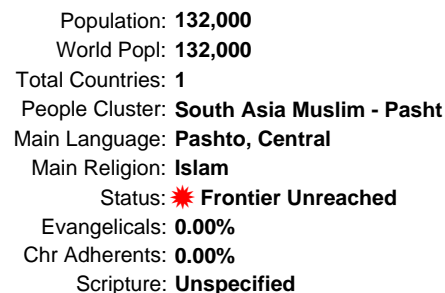 Population: 132,000
World Popl: 132,000
Total Countries: 1
People Cluster: South Asia Muslim - Pasht
Main Language: Pashto, Central
Main Religion: Islam
Status: Frontier Unreached
Evangelicals: 0.00%
Chr Adherents: 0.00%
Scripture: Unspecified